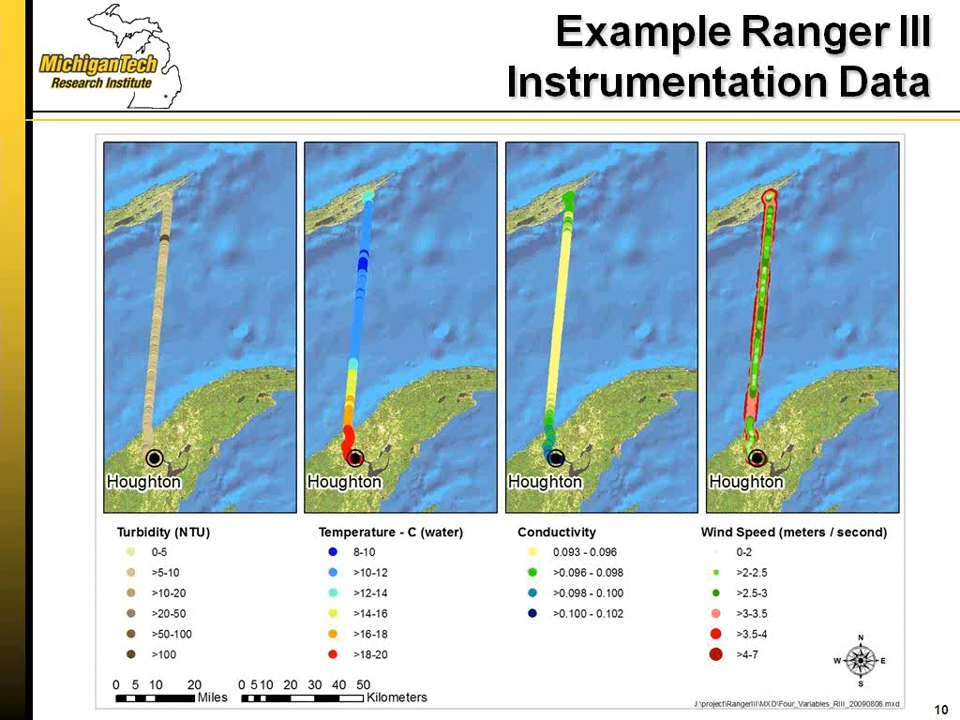 Example Ranger III
Instrumentation Data
MichiganTech
Research Institute
Houghton
Houghton
Houghton
Houghton
Turbidity (NTU)
0-5
>5-10
>10-20
>20-50
>50-100
>100
Temperature - C (water)
8-10
>10-12
>12-14
>14-16
>16-18
>18-20
Conductivity
0.093 - 0.096
>0.096 - 0.098
>0.098 - 0.100
>0.100 - 0.102
Wind Speed (meters / second)
0-2
>2-2.5
>2.5-3
>3-3.5
>3.5-4
>4-7
N
W E
S
0 5 10 20
Miles
0 5 10 20 30 40 50
Kilometers
J:\project\RangerIII\MXD\Four_Variables_RIII_20090808.mxd
10